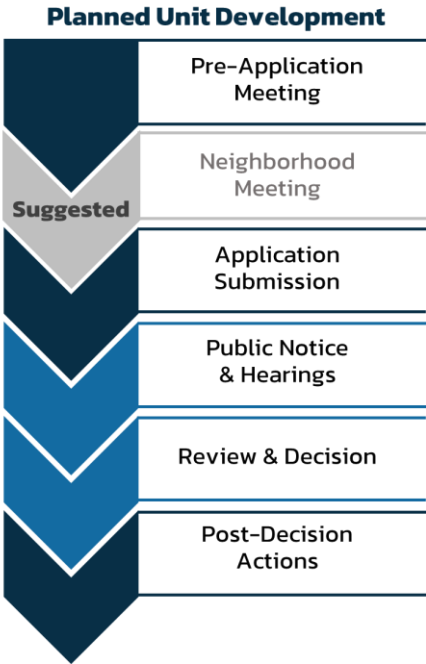 Planned Unit Development
Pre-Application
Meeting
Neighborhood
Meeting
Suggested
Application
Submission
Public Notice
& Hearings
Review & Decision
Post-Decision
Actions